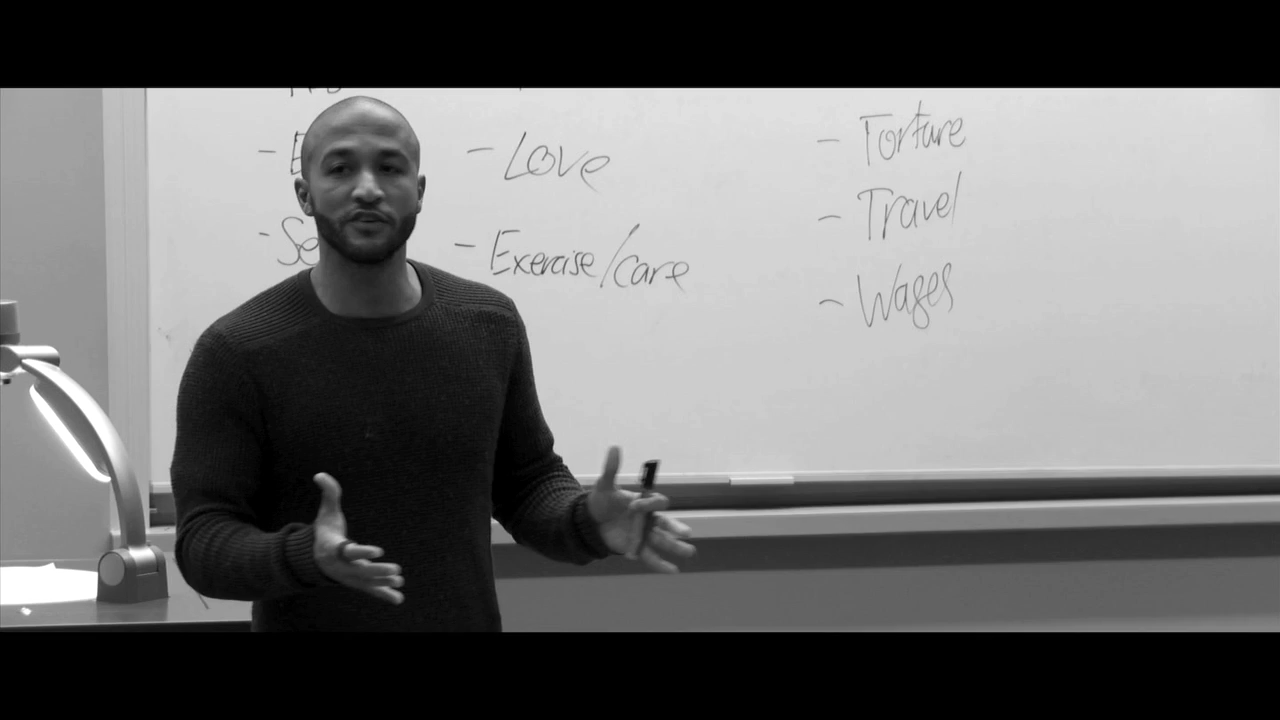 - Love
- Exercise/care
- Torture
- Travel
- Wages